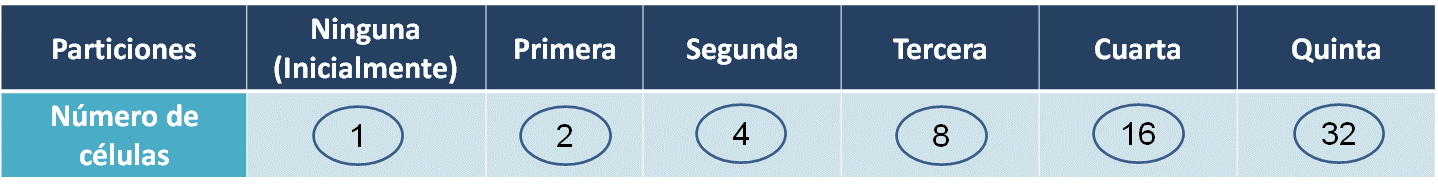 Particiones Ninguna (Inicialmente) Primera Segunda Tercera Cuarta Quinta
Número de células 1 2 4 8 16 32